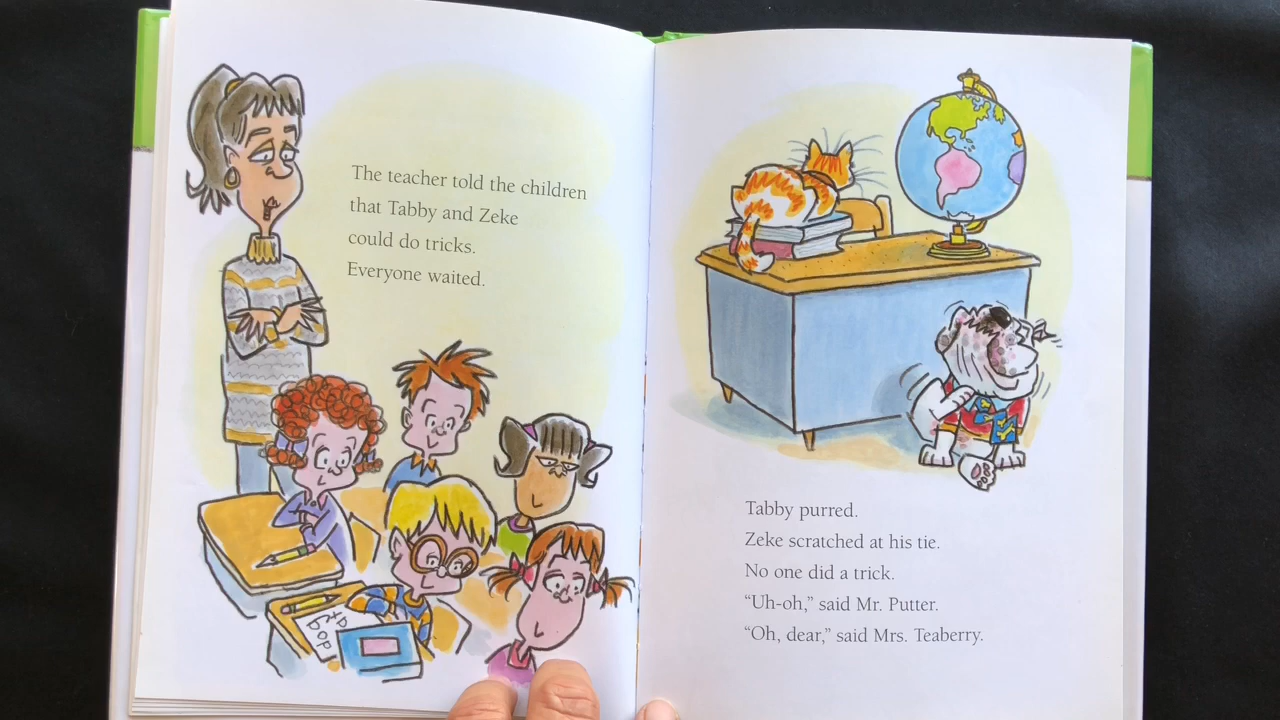 The teacher told the children
that Tabby and Zeke
could do tricks.
Everyone waited.
Tabby purred.
Zeke scratched at his tie.
No one did a trick.
“Uh-oh,” said Mr. Putter.
“Oh, dear,” said Mrs. Teaberry.